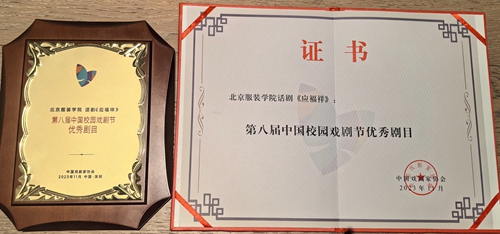 北京服装学院 话剧《应福祥》
第八届中国校园戏剧节
优秀剧目
中国戏剧家协会
2023年11月 中国·深圳
证书
北京服装学院话剧《应福祥》：
第八届中国校园戏剧节优秀剧目
中国戏剧家协会
2023年11月